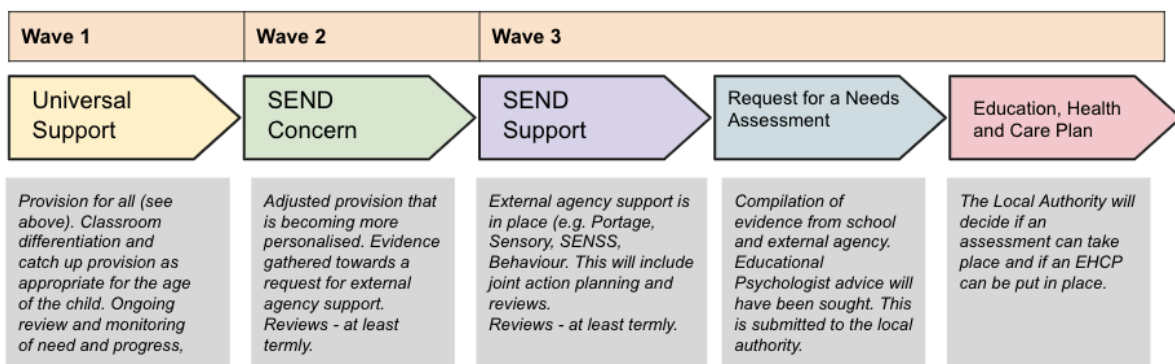 Wave 1
Wave 2
Wave 3
Universal
Support
SEND
Concern
SEND
Support
Request for a Needs
Assessment
Education, Health
and Care Plan
Provision for all (see
above). Classroom
differentiation and
catch up provision as
appropriate for the age
of the child. Ongoing
review and monitoring
of need and progress,
Adjusted provision that
is becoming more
personalised. Evidence
gathered towards a
request for external
agency support.
Reviews - at least
termly.
External agency support is
in place (e.g. Portage,
Sensory, SENSS,
Behaviour. This will include
joint action planning and
reviews.
Reviews - at least termly.
Compilation of
evidence from school
and external agency.
Educational
Psychologist advice will
have been sought. This
is submitted to the local
authority.
The Local Authority will
decide if an
assessment can take
place and if an EHCP
can be put in place.